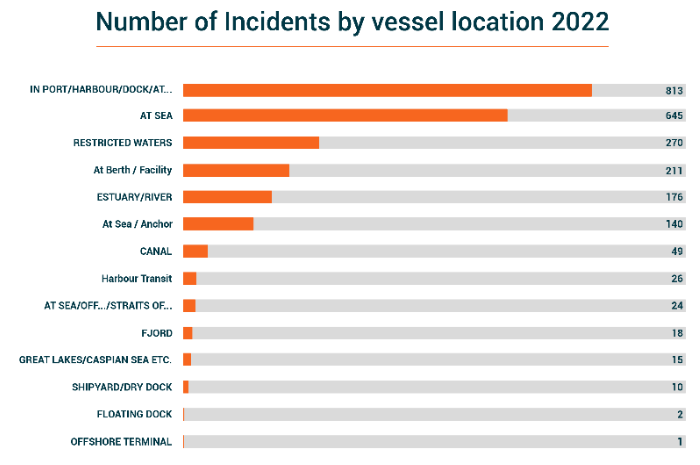 Number of Incidents by vessel location 2022
IN PORT/HARBOUR/DOCK/AT... 813
AT SEA 645
RESTRICTED WATERS 270
At Berth / Facility 211
ESTUARY/RIVER 176
At Sea / Anchor 140
CANAL 49
Harbour Transit 26
AT SEA/OFF.../STRAITS OF... 24
FJORD 18
GREAT LAKES/CASPIAN SEA ETC. 15
SHIPYARD/DRY DOCK 10
FLOATING DOCK 2
OFFSHORE TERMINAL 1